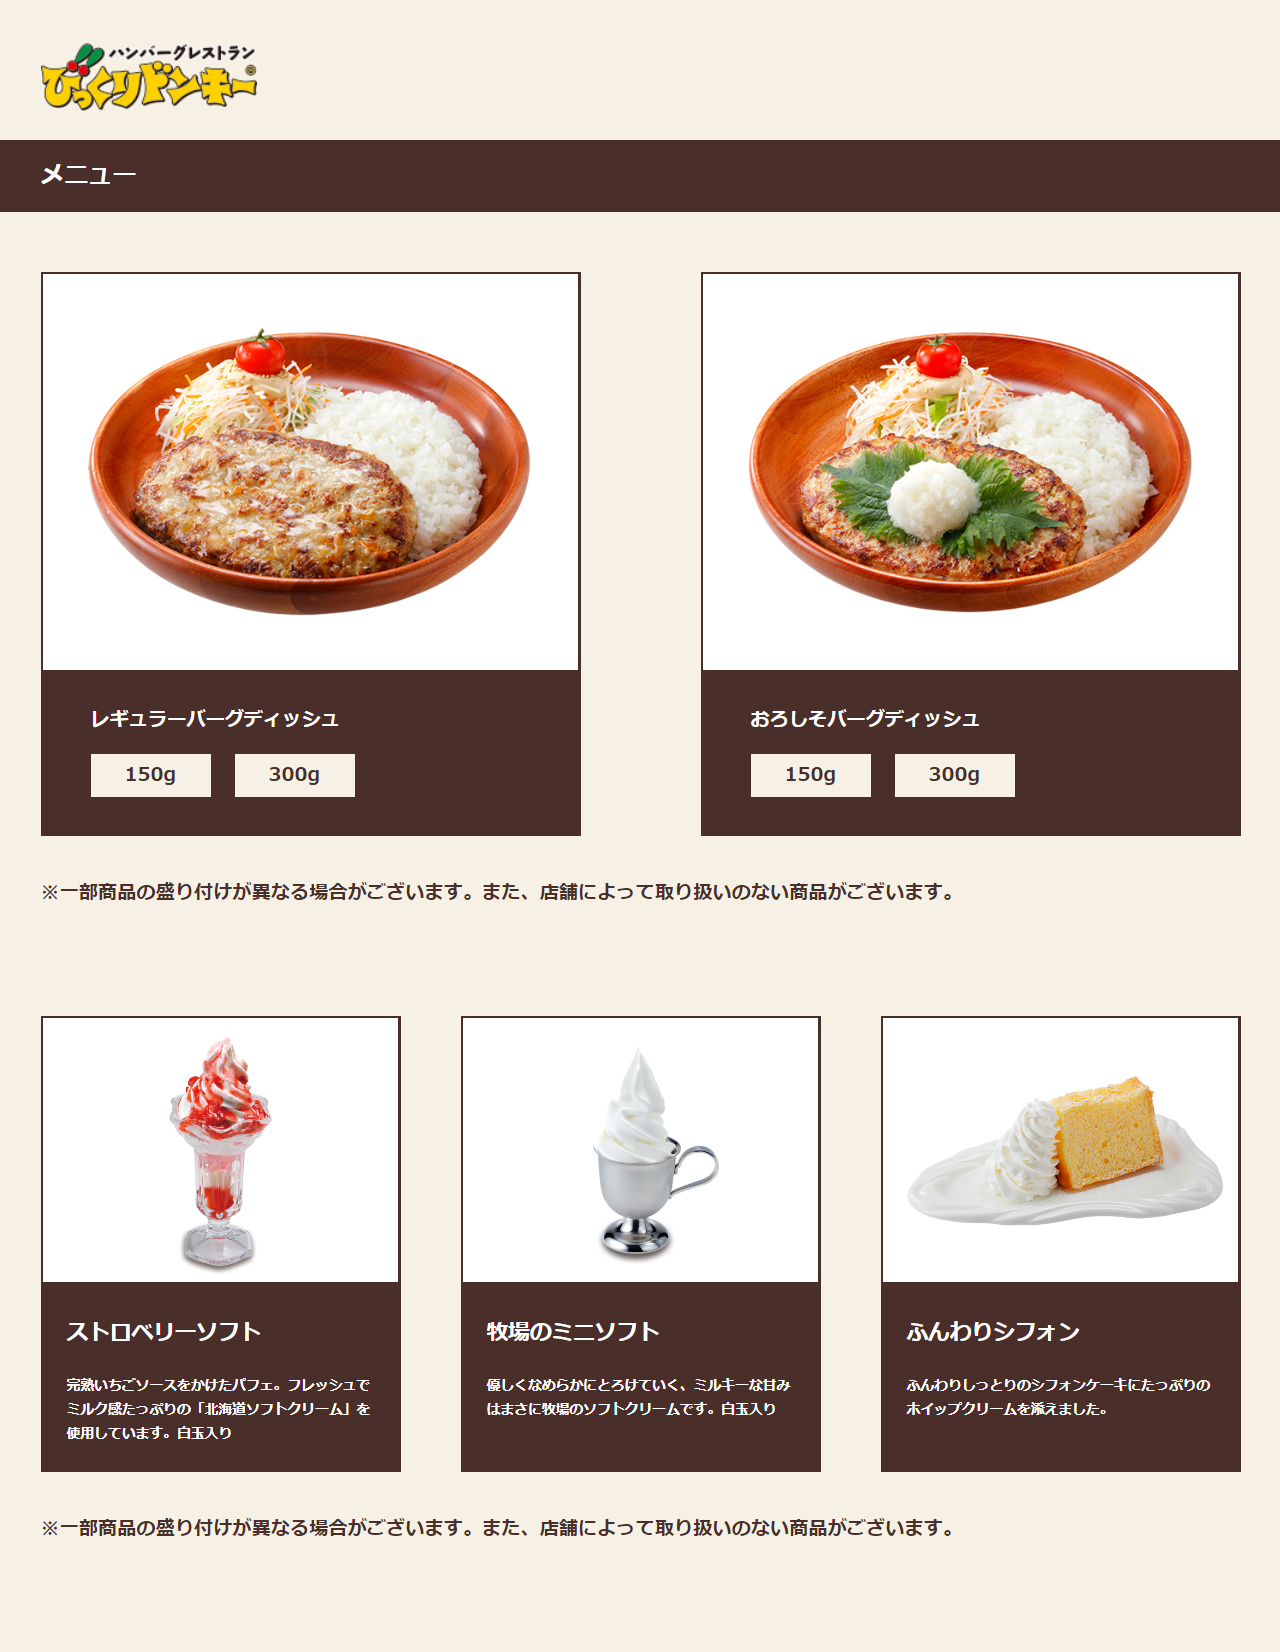 ハンバーグレストラン
びっくりドンキー®
メニュー
レギュラーバーグディッシュ
150g 300g
おろしそバーグディッシュ
150g 300g
※一部商品の盛り付けが異なる場合がございます。また、店舗によって取り扱いのない商品がございます。
ストロベリーソフト
完熟いちごソースをかけたパフェ。フレッシュで
ミルク感たっぷりの「北海道ソフトクリーム」を
使用しています。白玉入り
牧場のミニソフト
優しくなめらかにとろけていく、ミルキーな甘み
はまさに牧場のソフトクリームです。白玉入り
ふんわりシフォン
ふんわりしっとりのシフォンケーキにたっぷりの
ホイップクリームを添えました。
※一部商品の盛り付けが異なる場合がございます。また、店舗によって取り扱いのない商品がございます。